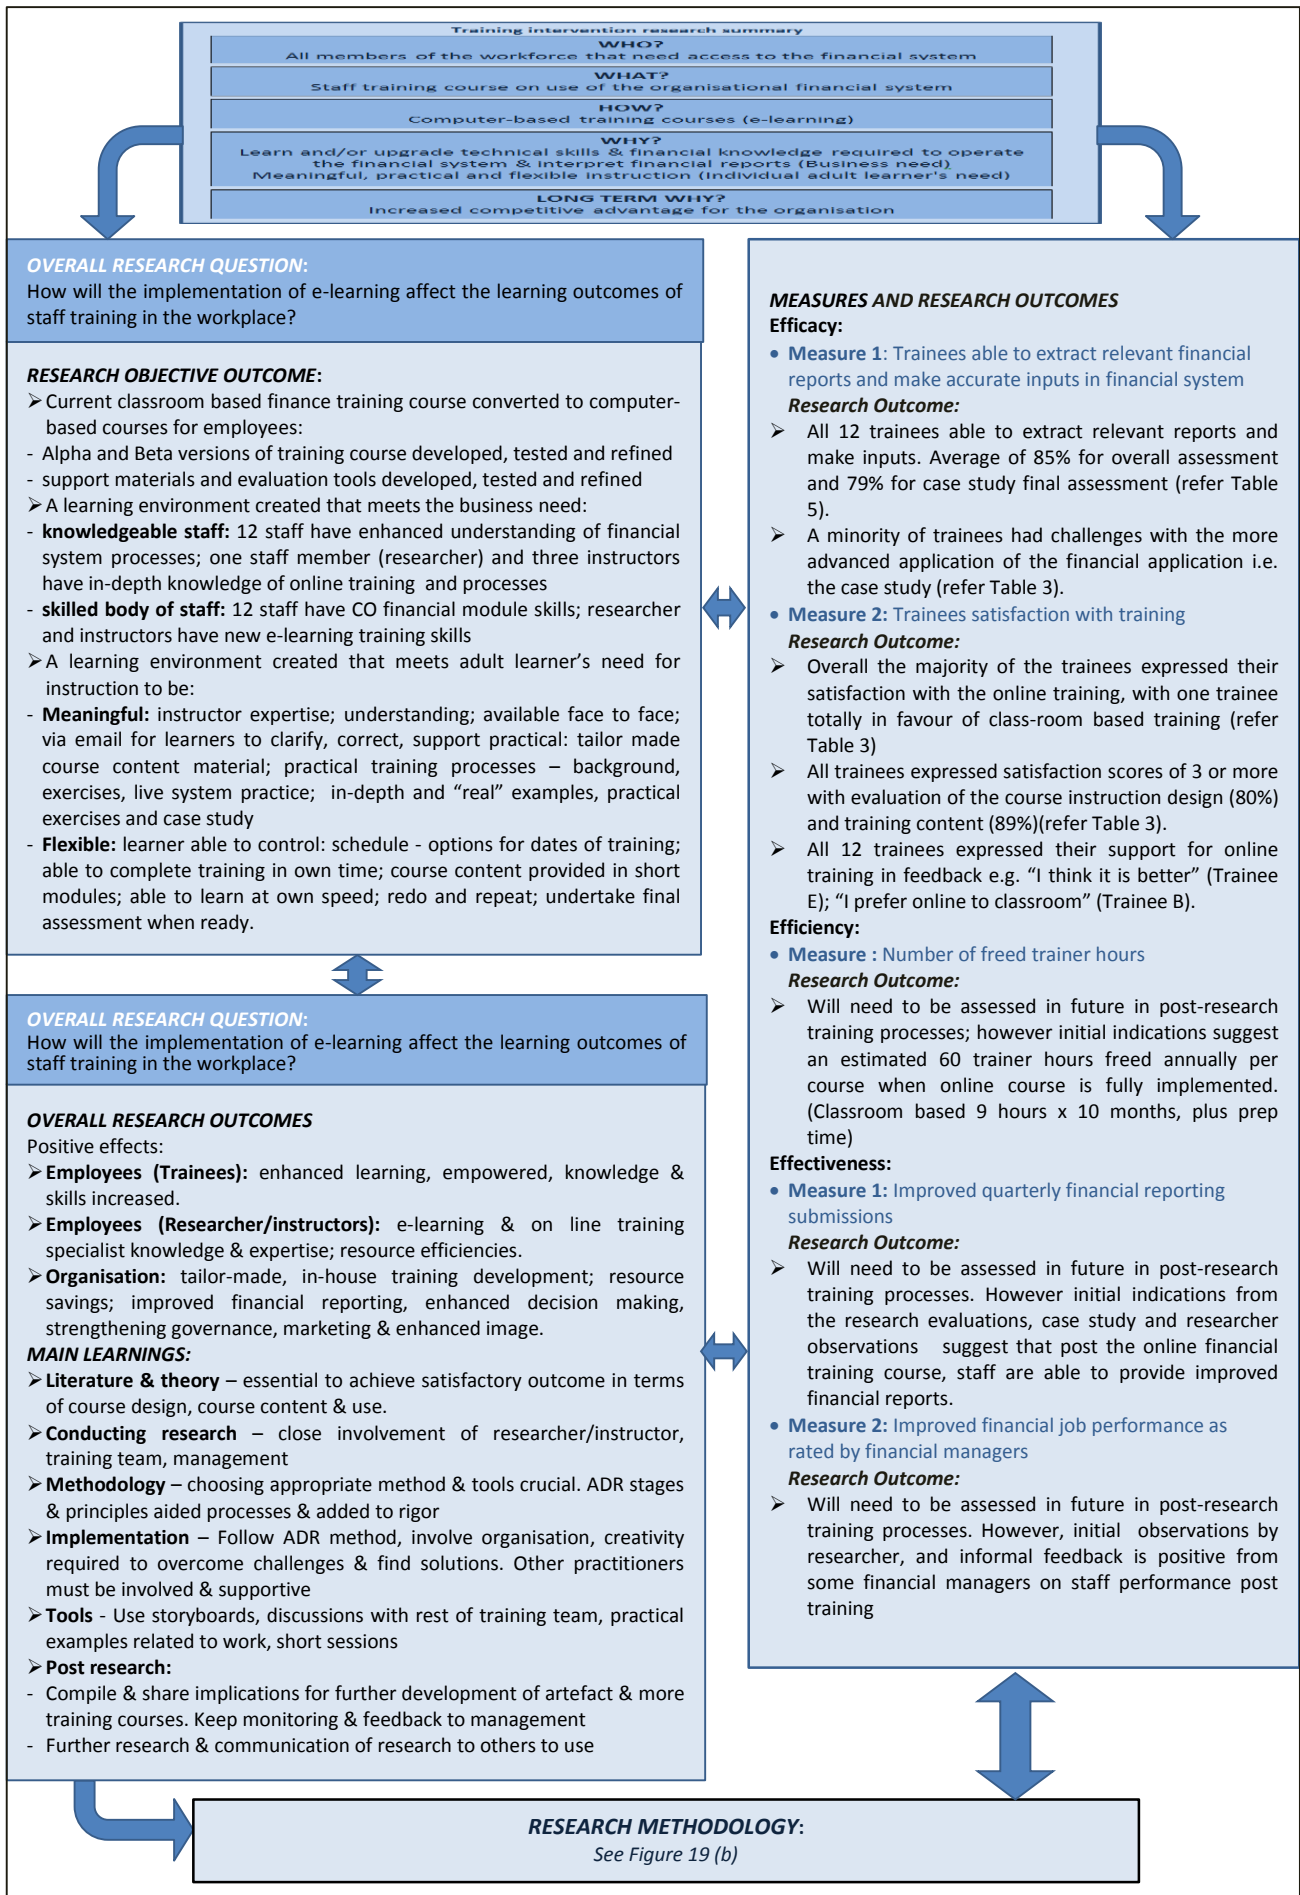 Training intervention research summary
WHO?
All members of the workforce that need access to the financial system
WHAT?
Staff training course on use of the organisational financial system
HOW?
Computer-based training courses (e-learning)
WHY?
Learn and/or upgrade technical skills & financial knowledge required to operate
the financial system & interpret financial reports (Business need)
Meaningful, practical and flexible instruction (Individual adult learner's need)
LONG TERM WHY?
Increased competitive advantage for the organisation
OVERALL RESEARCH QUESTION:
How will the implementation of e-learning affect the learning outcomes of
staff training in the workplace?
RESEARCH OBJECTIVE OUTCOME:
➢ Current classroom based finance training course converted to computer-
based courses for employees:
- Alpha and Beta versions of training course developed, tested and refined
- support materials and evaluation tools developed, tested and refined
➢ A learning environment created that meets the business need:
- knowledgeable staff: 12 staff have enhanced understanding of financial
system processes; one staff member (researcher) and three instructors
have in-depth knowledge of online training and processes
- skilled body of staff: 12 staff have CO financial module skills; researcher
and instructors have new e-learning training skills
➢ A learning environment created that meets adult learner’s need for
instruction to be:
- Meaningful: instructor expertise; understanding; available face to face;
via email for learners to clarify, correct, support practical: tailor made
course content material; practical training processes – background,
exercises, live system practice; in-depth and “real” examples, practical
exercises and case study
- Flexible: learner able to control: schedule - options for dates of training;
able to complete training in own time; course content provided in short
modules; able to learn at own speed; redo and repeat; undertake final
assessment when ready.
OVERALL RESEARCH QUESTION:
How will the implementation of e-learning affect the learning outcomes of
staff training in the workplace?
OVERALL RESEARCH OUTCOMES
Positive effects:
➢ Employees (Trainees): enhanced learning, empowered, knowledge &
skills increased.
➢ Employees (Researcher/instructors): e-learning & on line training
specialist knowledge & expertise; resource efficiencies.
➢ Organisation: tailor-made, in-house training development; resource
savings; improved financial reporting, enhanced decision making,
strengthening governance, marketing & enhanced image.
MAIN LEARNINGS:
➢ Literature & theory – essential to achieve satisfactory outcome in terms
of course design, course content & use.
➢ Conducting research – close involvement of researcher/instructor,
training team, management
➢ Methodology – choosing appropriate method & tools crucial. ADR stages
& principles aided processes & added to rigor
➢ Implementation – Follow ADR method, involve organisation, creativity
required to overcome challenges & find solutions. Other practitioners
must be involved & supportive
➢ Tools - Use storyboards, discussions with rest of training team, practical
examples related to work, short sessions
➢ Post research:
- Compile & share implications for further development of artefact & more
training courses. Keep monitoring & feedback to management
- Further research & communication of research to others to use
MEASURES AND RESEARCH OUTCOMES
Efficacy:
• Measure 1: Trainees able to extract relevant financial
reports and make accurate inputs in financial system
Research Outcome:
➢ All 12 trainees able to extract relevant reports and
make inputs. Average of 85% for overall assessment
and 79% for case study final assessment (refer Table
5).
➢ A minority of trainees had challenges with the more
advanced application of the financial application i.e.
the case study (refer Table 3).
• Measure 2: Trainees satisfaction with training
Research Outcome:
➢ Overall the majority of the trainees expressed their
satisfaction with the online training, with one trainee
totally in favour of class-room based training (refer
Table 3)
➢ All trainees expressed satisfaction scores of 3 or more
with evaluation of the course instruction design (80%)
and training content (89%)(refer Table 3).
➢ All 12 trainees expressed their support for online
training in feedback e.g. “I think it is better” (Trainee
E); “I prefer online to classroom” (Trainee B).
Efficiency:
• Measure : Number of freed trainer hours
Research Outcome:
➢ Will need to be assessed in future in post-research
training processes; however initial indications suggest
an estimated 60 trainer hours freed annually per
course when online course is fully implemented.
(Classroom based 9 hours x 10 months, plus prep
time)
Effectiveness:
• Measure 1: Improved quarterly financial reporting
submissions
Research Outcome:
➢ Will need to be assessed in future in post-research
training processes. However initial indications from
the research evaluations, case study and researcher
observations suggest that post the online financial
training course, staff are able to provide improved
financial reports.
• Measure 2: Improved financial job performance as
rated by financial managers
Research Outcome:
➢ Will need to be assessed in future in post-research
training processes. However, initial observations by
researcher, and informal feedback is positive from
some financial managers on staff performance post
training
RESEARCH METHODOLOGY:
See Figure 19 (b)